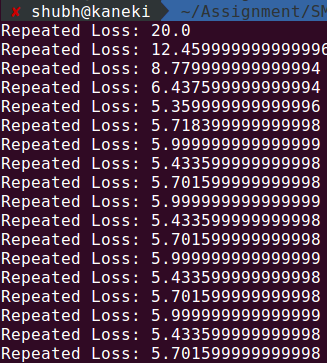 ✘ shubh@kaneki ~/Assignment/SM
Repeated Loss: 20.0
Repeated Loss: 12.459999999999996
Repeated Loss: 8.779999999999994
Repeated Loss: 6.437599999999994
Repeated Loss: 5.359999999999996
Repeated Loss: 5.718399999999998
Repeated Loss: 5.999999999999999
Repeated Loss: 5.433599999999998
Repeated Loss: 5.701599999999998
Repeated Loss: 5.999999999999999
Repeated Loss: 5.433599999999998
Repeated Loss: 5.701599999999998
Repeated Loss: 5.999999999999999
Repeated Loss: 5.433599999999998
Repeated Loss: 5.701599999999998
Repeated Loss: 5.999999999999999
Repeated Loss: 5.433599999999998
Repeated Loss: 5.701599999999998